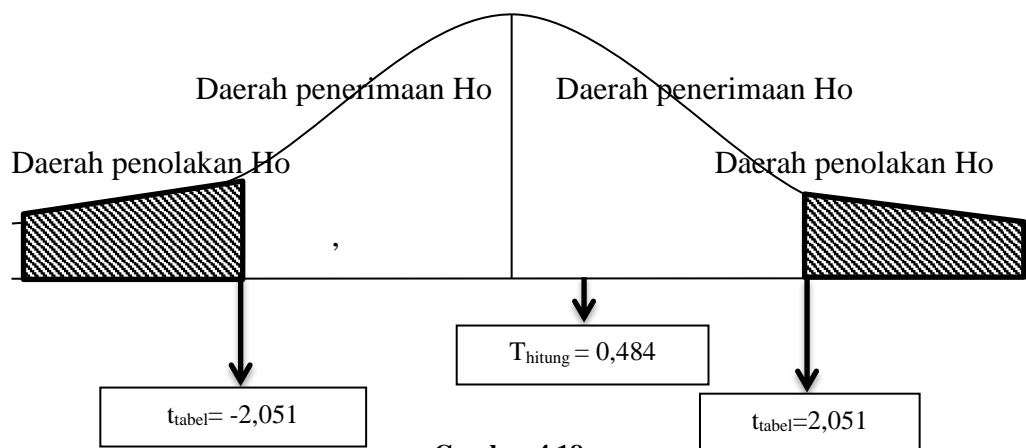 Daerah penerimaan Ho Daerah penerimaan Ho
Daerah penolakan Ho Daerah penolakan Ho
,
Thitung = 0,484
ttabel= -2,051 ttabel=2,051